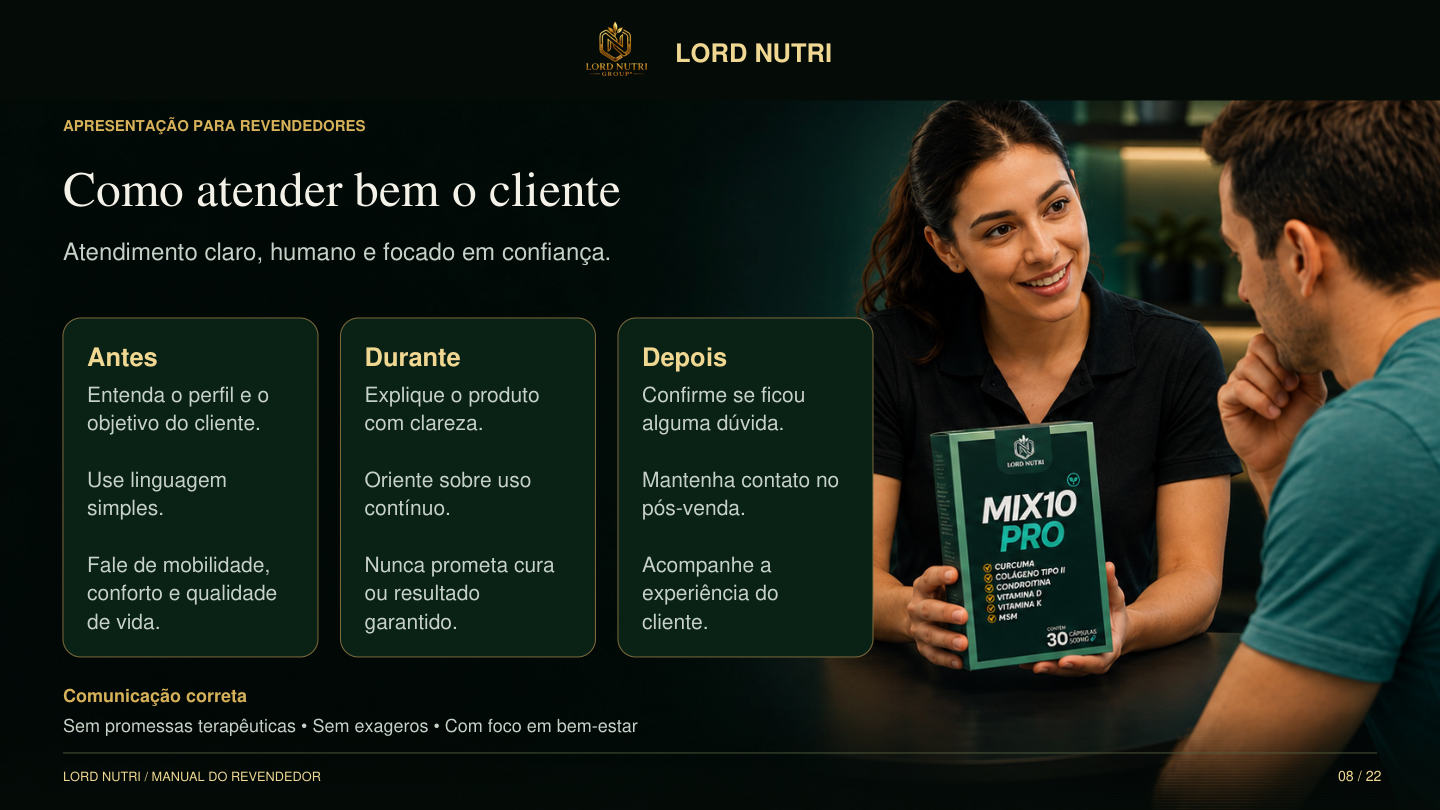 LORD NUTRI
GROUP
LORD NUTRI
APRESENTAÇÃO PARA REVENDEDORES
Como atender bem o cliente
Atendimento claro, humano e focado em confiança.
Antes
Entenda o perfil e o
objetivo do cliente.
Use linguagem
simples.
Fale de mobilidade,
conforto e qualidade
de vida.
Durante
Explique o produto
com clareza.
Oriente sobre uso
contínuo.
Nunca prometa cura
ou resultado
garantido.
Depois
Confirme se ficou
alguma dúvida.
Mantenha contato no
pós-venda.
Acompanhe a
experiência do
cliente.
LORD NUTRI
MIX10
PRO
CURCUMA
COLÁGENO TIPO II
CONDROITINA
VITAMINA D
VITAMINA K
MSM
CONTÉM
30 CÁPSULAS
500MG
Comunicação correta
Sem promessas terapêuticas • Sem exageros • Com foco em bem-estar
LORD NUTRI / MANUAL DO REVENDEDOR
08 / 22